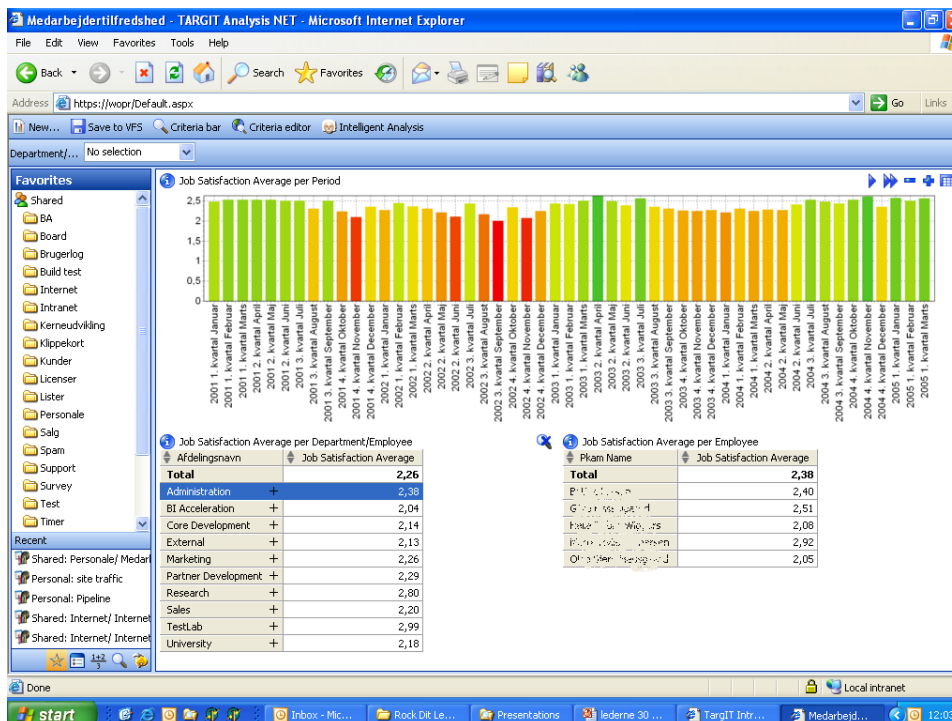 Medarbejdertilfredshed - TARGIT Analysis NET - Microsoft Internet Explorer
File Edit View Favorites Tools Help
Back Search Favorites
Address https://wopr/Default.aspx Go Links
New... Save to VFS Criteria bar Criteria editor Intelligent Analysis
Department/... No selection
Favorites
Shared
BA
Board
Brugerlog
Build test
Internet
Intranet
Kerneudvikling
Klippekort
Kunder
Licenser
Lister
Personale
Salg
Spam
Support
Survey
Test
Timer
Recent
Shared: Personale/ Medarl
Personal: site traffic
Personal: Pipeline
Shared: Internet/ Internet
Shared: Internet/ Internet
Job Satisfaction Average per Period
2.5
2
1.5
1
0.5
0
2001 1. kvartal Januar
2001 1. kvartal Februar
2001 1. kvartal Marts
2001 2. kvartal April
2001 2. kvartal Maj
2001 2. kvartal Juni
2001 3. kvartal Juli
2001 3. kvartal August
2001 3. kvartal September
2001 4. kvartal Oktober
2001 4. kvartal November
2001 4. kvartal December
2002 1. kvartal Januar
2002 1. kvartal Februar
2002 1. kvartal Marts
2002 2. kvartal April
2002 2. kvartal Maj
2002 2. kvartal Juni
2002 3. kvartal Juli
2002 3. kvartal August
2002 3. kvartal September
2002 4. kvartal Oktober
2002 4. kvartal November
2002 4. kvartal December
2003 1. kvartal Januar
2003 1. kvartal Februar
2003 1. kvartal Marts
2003 2. kvartal April
2003 2. kvartal Maj
2003 2. kvartal Juni
2003 3. kvartal Juli
2003 3. kvartal August
2003 3. kvartal September
2003 4. kvartal Oktober
2003 4. kvartal November
2003 4. kvartal December
2004 1. kvartal Januar
2004 1. kvartal Februar
2004 1. kvartal Marts
2004 2. kvartal April
2004 2. kvartal Maj
2004 2. kvartal Juni
2004 3. kvartal Juli
2004 3. kvartal August
2004 3. kvartal September
2004 4. kvartal Oktober
2004 4. kvartal November
2004 4. kvartal December
2005 1. kvartal Januar
2005 1. kvartal Februar
2005 1. kvartal Marts
Job Satisfaction Average per Department/Employee
Afdelingsnavn Job Satisfaction Average
Total 2,26
Administration + 2,38
BI Acceleration + 2,04
Core Development + 2,14
External + 2,13
Marketing + 2,26
Partner Development + 2,29
Research + 2,80
Sales + 2,20
TestLab + 2,99
University + 2,18
Job Satisfaction Average per Employee
Pkam Name Job Satisfaction Average
Total 2,38
2,40
2,51
2,08
2,92
2,05
1+2
3
Done Local intranet
start Inbox - Mic... Rock Dit Le... Presentations lederne 30 ... TargIT Intr... Medarbejd...